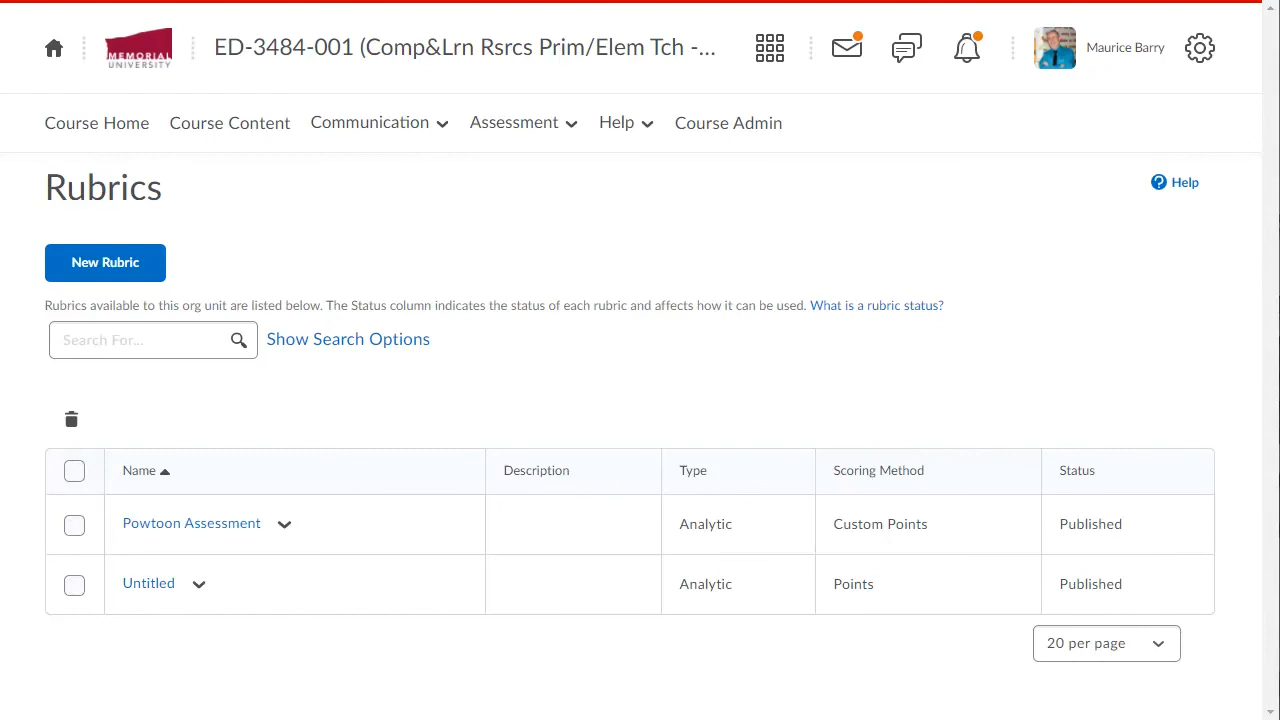 MEMORIAL
UNIVERSITY
ED-3484-001 (Comp&Lrn Rsrcs Prim/Elem Tch -...
Maurice Barry
Course Home Course Content Communication Assessment Help Course Admin
Rubrics
Help
New Rubric
Rubrics available to this org unit are listed below. The Status column indicates the status of each rubric and affects how it can be used. What is a rubric status?
Search For... Show Search Options
Name Description Type Scoring Method Status
Powtoon Assessment Analytic Custom Points Published
Untitled Analytic Points Published
20 per page